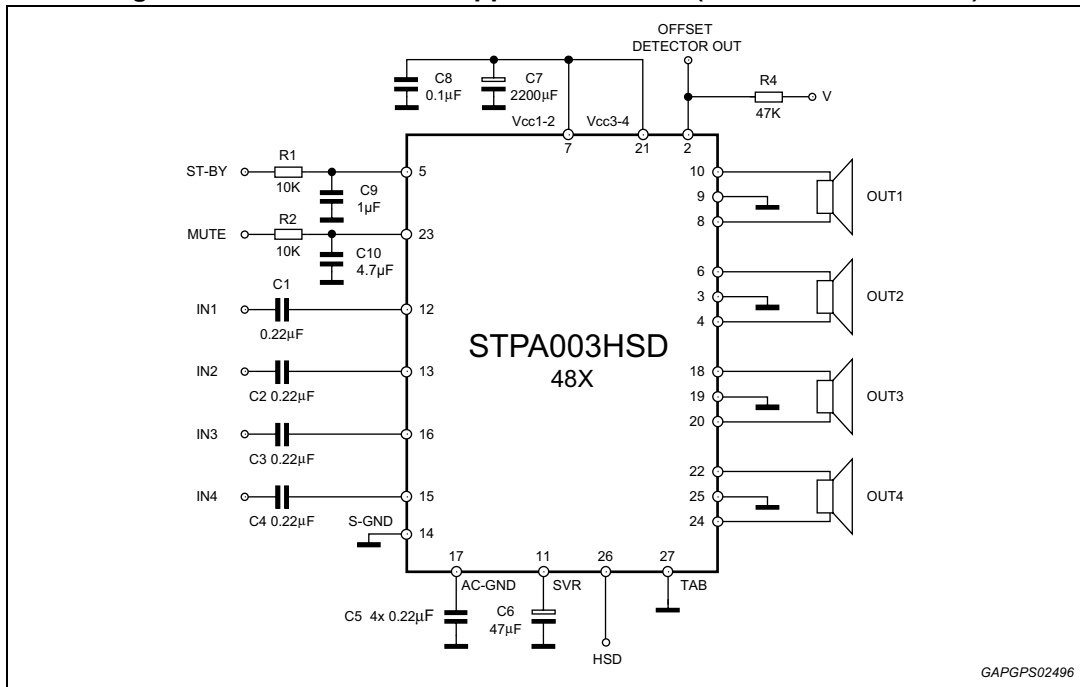 OFFSET
DETECTOR OUT
C8
0.1µF
C7
2200µF
R4
47K
V
Vcc1-2
Vcc3-4
7
21
2
ST-BY
R1
10K
5
C9
1µF
MUTE
R2
10K
23
C10
4.7µF
IN1
C1
0.22µF
12
IN2
C2 0.22µF
13
IN3
C3 0.22µF
16
IN4
C4 0.22µF
15
S-GND
14
STPA003HSD
48X
10
9
8
OUT1
6
3
4
OUT2
18
19
20
OUT3
22
25
24
OUT4
17
11
26
27
AC-GND
SVR
TAB
C5 4x 0.22µF
C6
47µF
HSD
GAPGPS02496